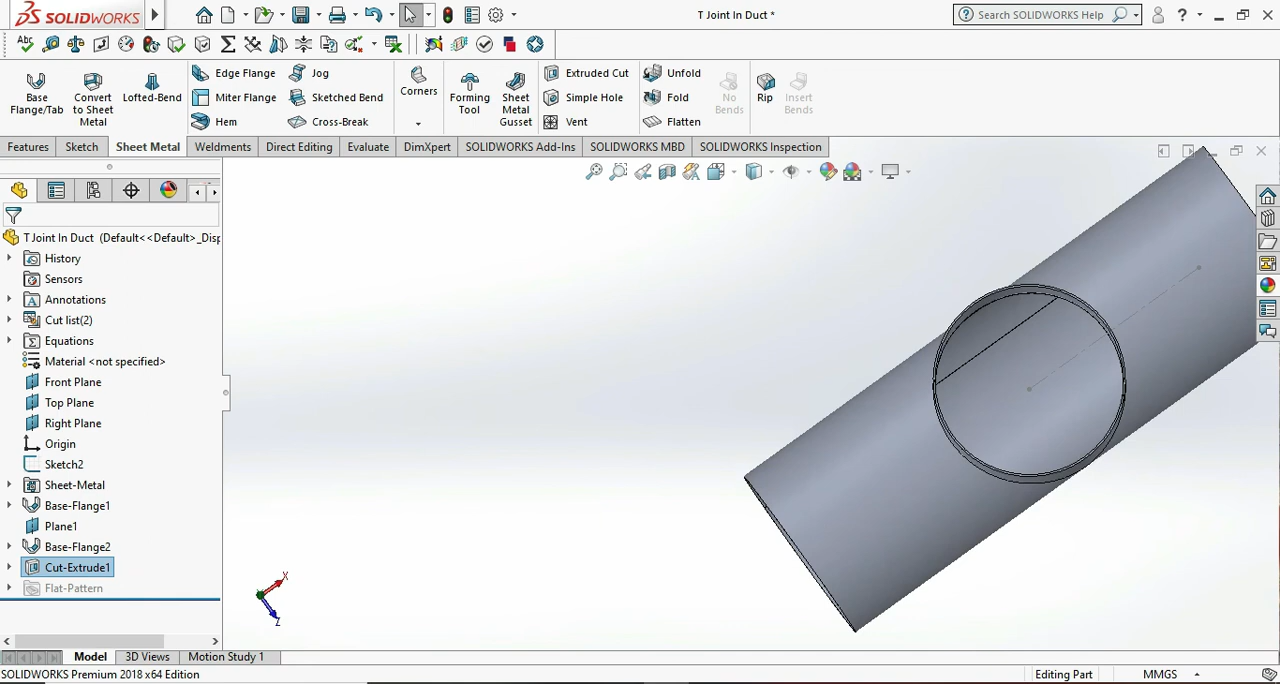 SOLIDWORKS
T Joint In Duct *
Search SOLIDWORKS Help
?
Abc
Base Flange/Tab
Convert to Sheet Metal
Lofted-Bend
Edge Flange
Miter Flange
Hem
Jog
Sketched Bend
Cross-Break
Corners
Forming Tool
Sheet Metal Gusset
Extruded Cut
Simple Hole
Vent
Unfold
Fold
Flatten
No Bends
Rip
Insert Bends
Features
Sketch
Sheet Metal
Weldments
Direct Editing
Evaluate
DimXpert
SOLIDWORKS Add-Ins
SOLIDWORKS MBD
SOLIDWORKS Inspection
T Joint In Duct (Default<<Default>_Disp
History
Sensors
Annotations
Cut list(2)
Equations
Material <not specified>
Front Plane
Top Plane
Right Plane
Origin
Sketch2
Sheet-Metal
Base-Flange1
Plane1
Base-Flange2
Cut-Extrude1
Flat-Pattern
X
Z
Model
3D Views
Motion Study 1
SOLIDWORKS Premium 2018 x64 Edition
Editing Part
MMGS